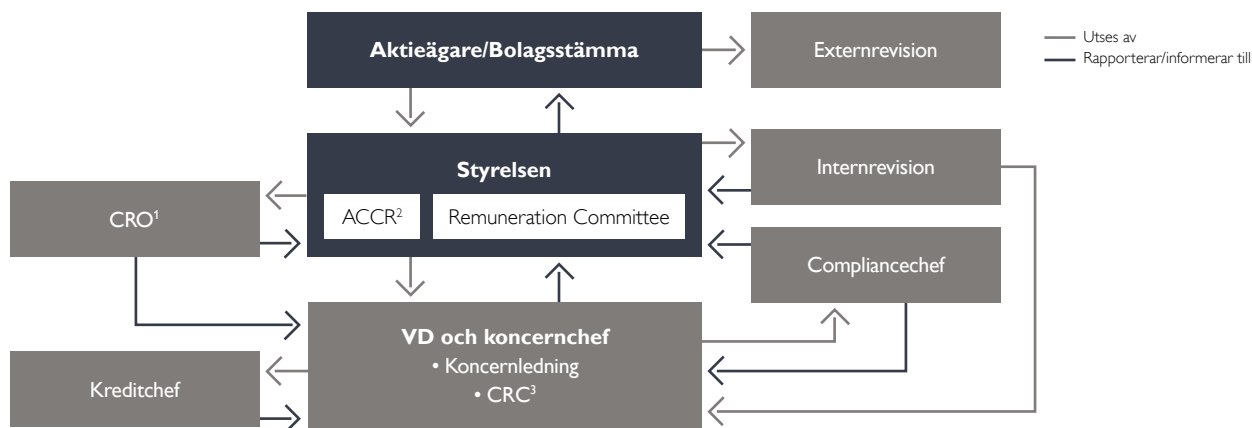 Aktieägare/Bolagsstämma
Externrevision
Utses av
Rapporterar/informerar till
Styrelsen
Internrevision
CRO¹
ACCR²
Remuneration Committee
Compliancechef
VD och koncernchef
• Koncernledning
• CRC³
Kreditchef